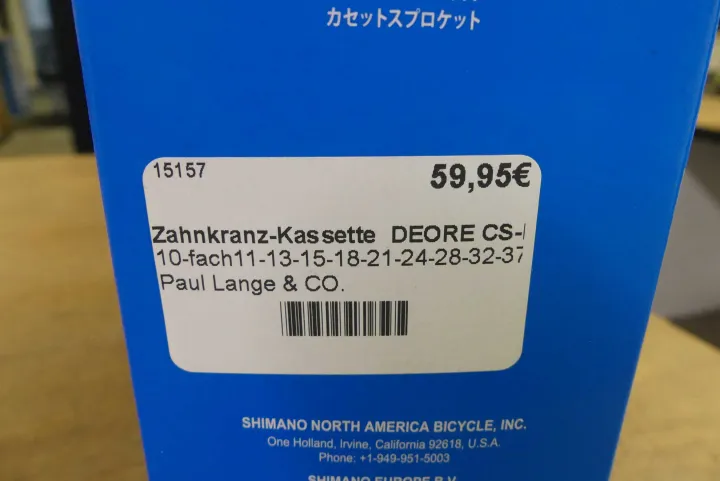 カセットスプロケット
15157
59,95€
Zahnkranz-Kassette DEORE CS-
10-fach11-13-15-18-21-24-28-32-37
Paul Lange & CO.
SHIMANO NORTH AMERICA BICYCLE, INC.
One Holland, Irvine, California 92618, U.S.A.
Phone: +1-949-951-5003
SHIMANO EUROPE B.V.